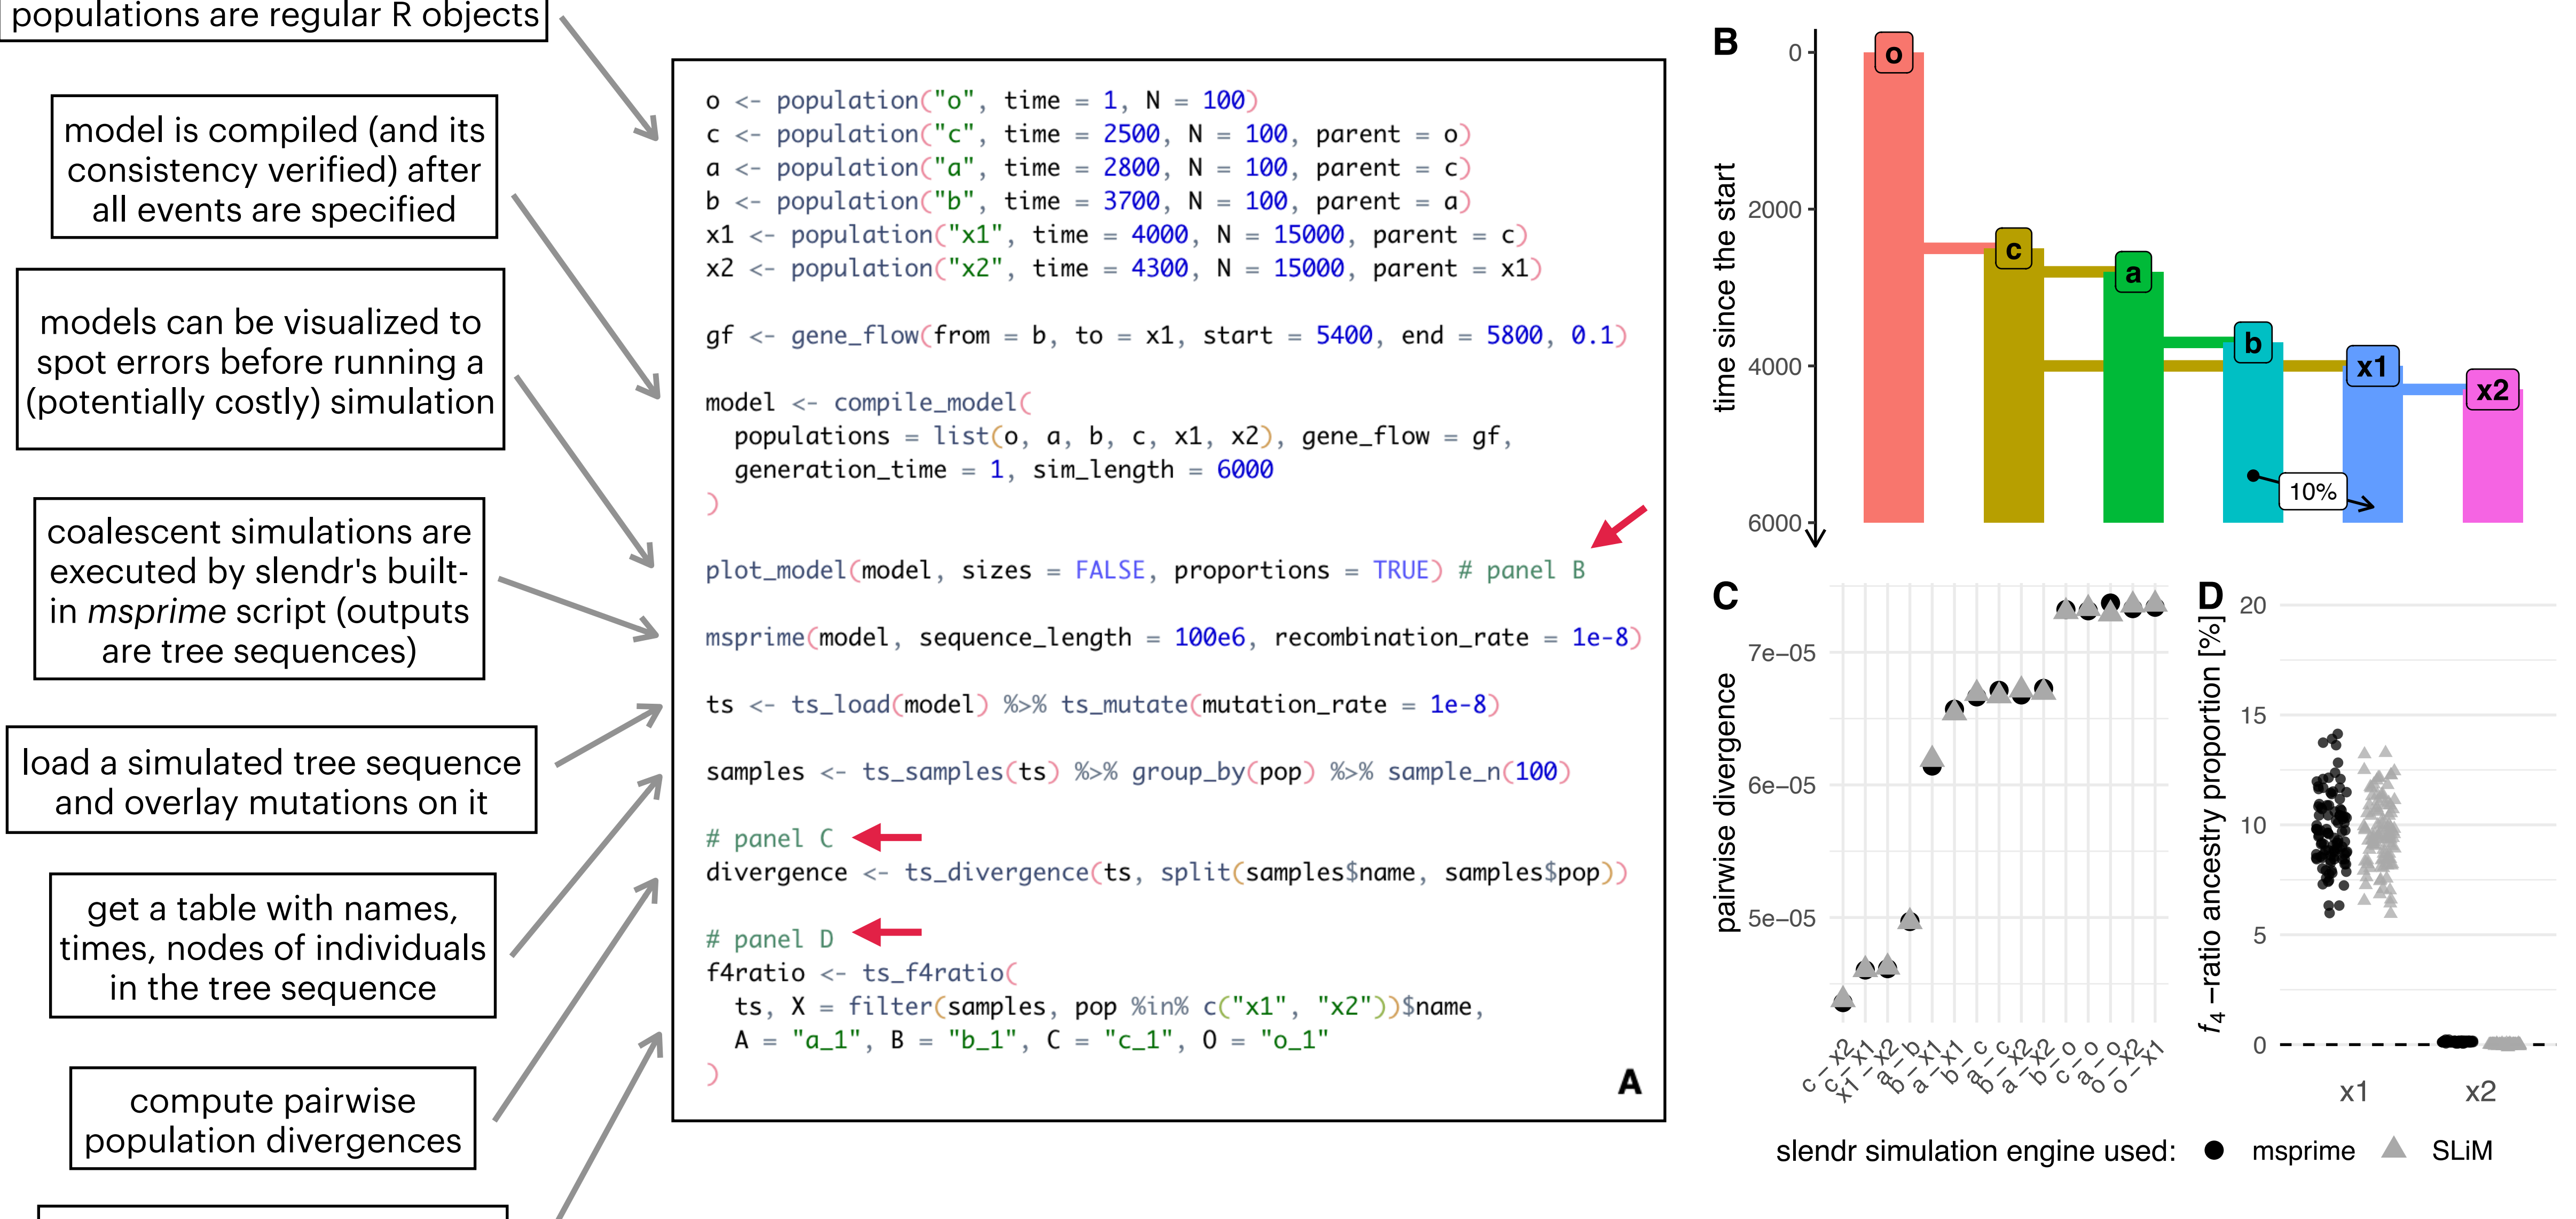 populations are regular R objects
model is compiled (and its
consistency verified) after
all events are specified
models can be visualized to
spot errors before running a
(potentially costly) simulation
coalescent simulations are
executed by slendr's built-
in msprime script (outputs
are tree sequences)
load a simulated tree sequence
and overlay mutations on it
get a table with names,
times, nodes of individuals
in the tree sequence
compute pairwise
population divergences
o <- population("o", time = 1, N = 100)
c <- population("c", time = 2500, N = 100, parent = o)
a <- population("a", time = 2800, N = 100, parent = c)
b <- population("b", time = 3700, N = 100, parent = a)
x1 <- population("x1", time = 4000, N = 15000, parent = c)
x2 <- population("x2", time = 4300, N = 15000, parent = x1)
gf <- gene_flow(from = b, to = x1, start = 5400, end = 5800, 0.1)
model <- compile_model(
populations = list(o, a, b, c, x1, x2), gene_flow = gf,
generation_time = 1, sim_length = 6000
)
plot_model(model, sizes = FALSE, proportions = TRUE) # panel B
msprime(model, sequence_length = 100e6, recombination_rate = 1e-8)
ts <- ts_load(model) %>% ts_mutate(mutation_rate = 1e-8)
samples <- ts_samples(ts) %>% group_by(pop) %>% sample_n(100)
# panel C
divergence <- ts_divergence(ts, split(samples$name, samples$pop))
# panel D
f4ratio <- ts_f4ratio(
ts, X = filter(samples, pop %in% c("x1", "x2"))$name,
A = "a_1", B = "b_1", C = "c_1", O = "o_1"
)
A
B
time since the start
0
2000
4000
6000
o
c
a
b
x1
x2
10%
C
pairwise divergence
7e−05
6e−05
5e−05
c − x2
c − x1
x1 − x2
a − b
b − x1
a − x1
b − c
a − c
b − x2
a − x2
b − o
c − o
a − o
o − x2
o − x1
D
f4 −ratio ancestry proportion [%]
20
15
10
5
0
x1
x2
slendr simulation engine used:
msprime
SLiM